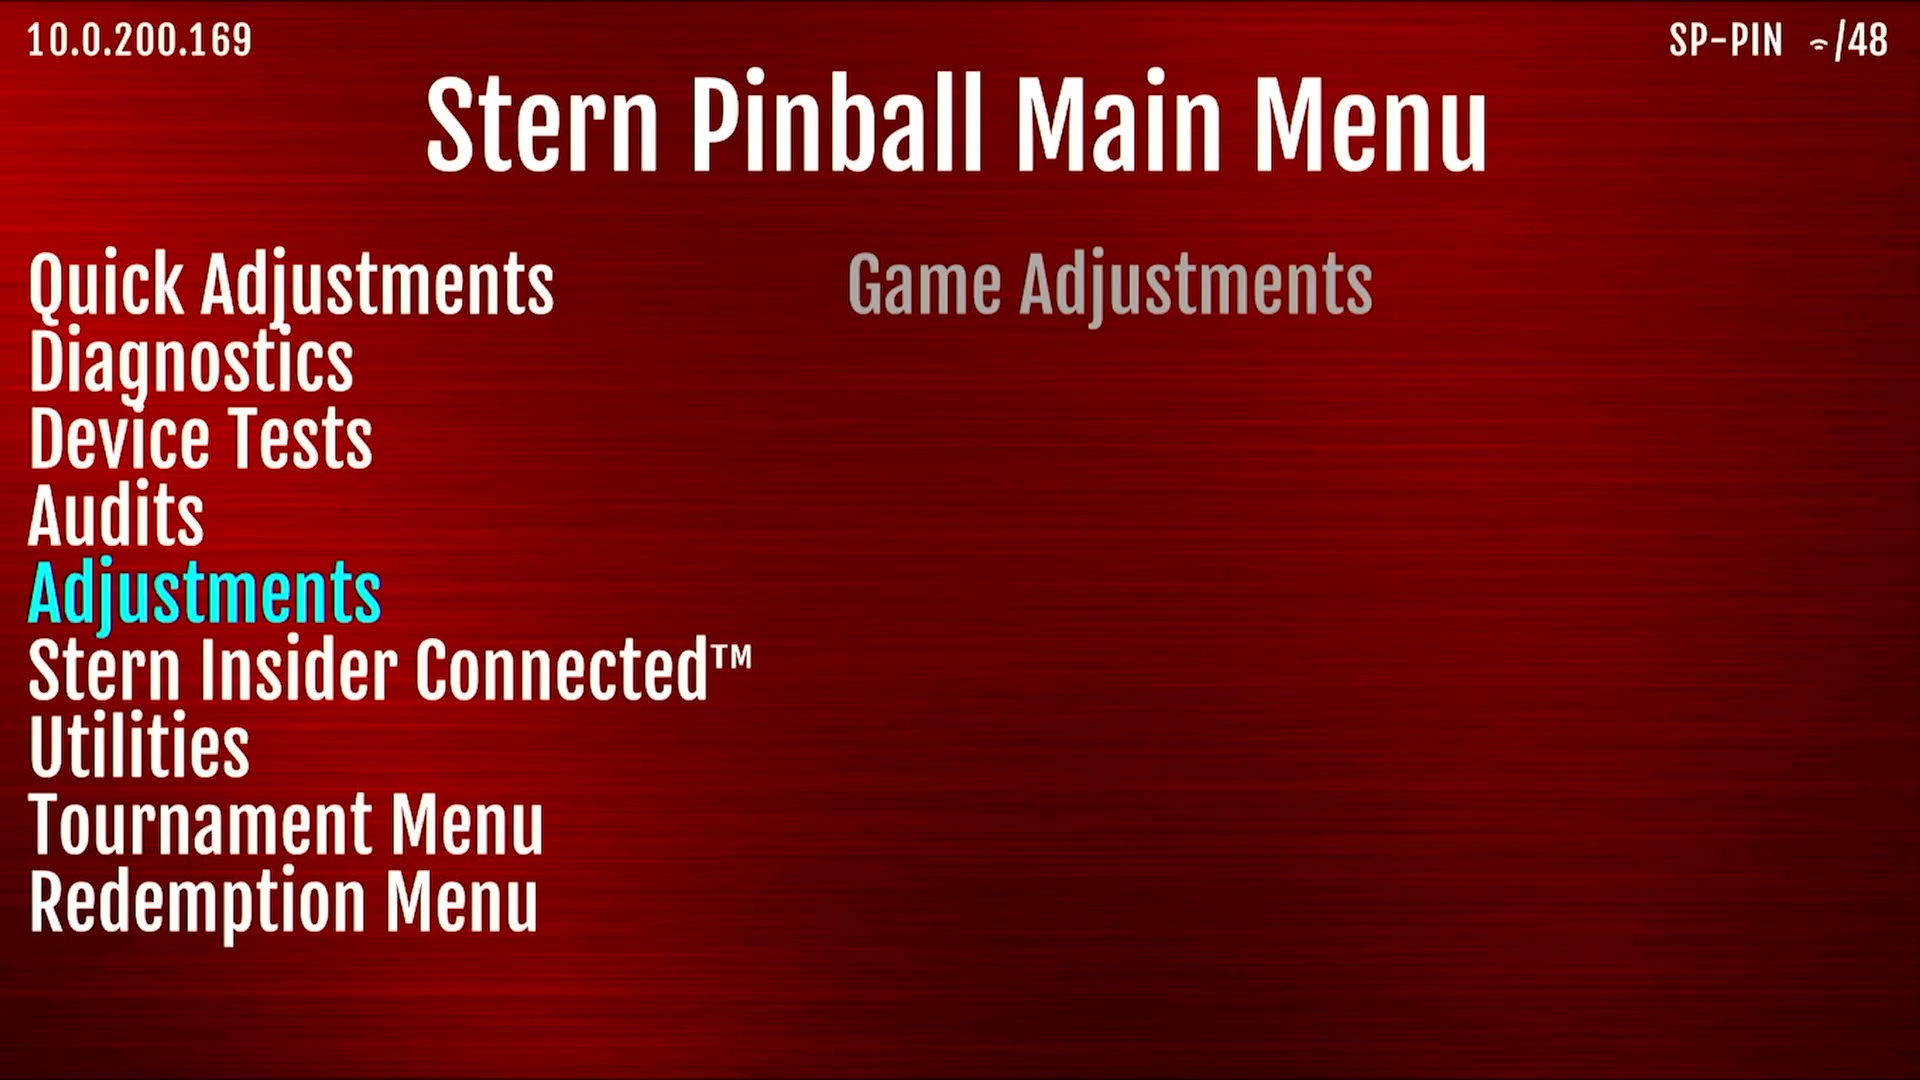 10.0.200.169
SP-PIN /48
Stern Pinball Main Menu
Quick Adjustments
Diagnostics
Device Tests
Audits
Adjustments
Stern Insider Connected™
Utilities
Tournament Menu
Redemption Menu
Game Adjustments